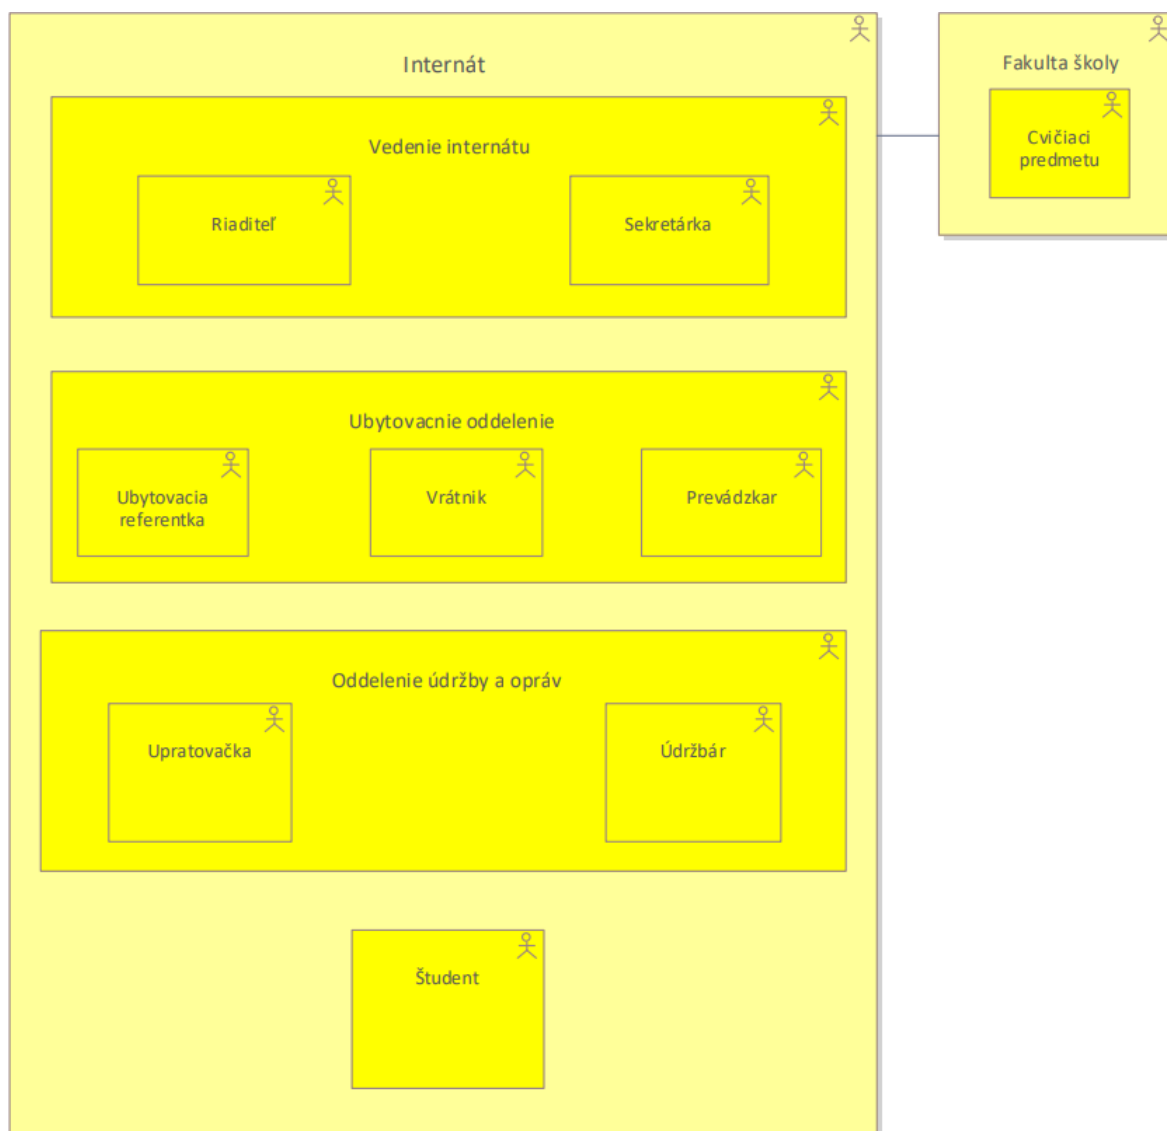 Internát
Fakulta školy
Cvičiaci
predmetu
Vedenie internátu
Riaditeľ
Sekretárka
Ubytovacnie oddelenie
Ubytovacia
referentka
Vrátnik
Prevádzkar
Oddelenie údržby a opráv
Upratovačka
Údržbár
Študent